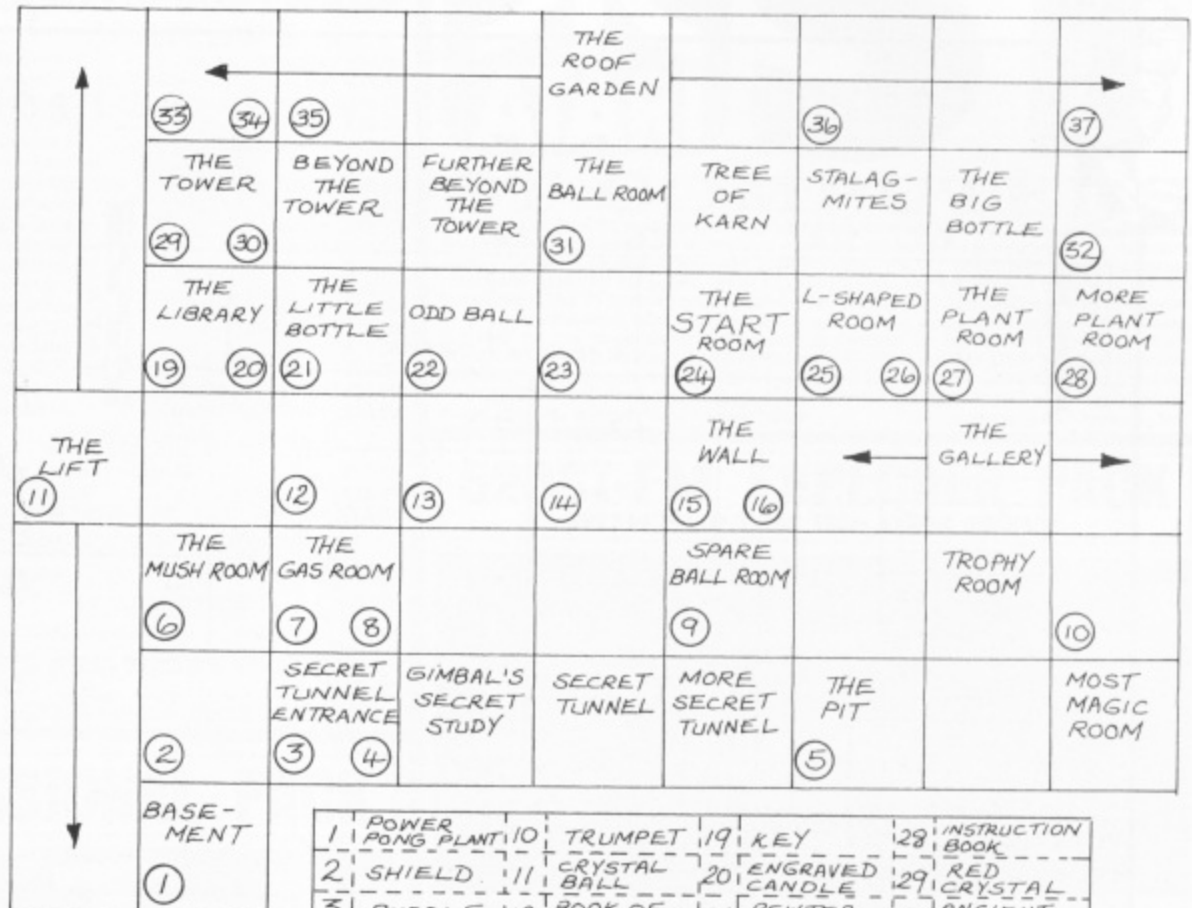 THE
ROOF
GARDEN
33 34 35 36 37
THE
TOWER
29 30
BEYOND
THE
TOWER
FURTHER
BEYOND
THE
TOWER
THE
BALL ROOM
31
TREE
OF
KARN
STALAG-
MITES
THE
BIG
BOTTLE
32
THE
LIBRARY
19 20
THE
LITTLE
BOTTLE
21
ODD BALL
22
23
THE
START
ROOM
24
L-SHAPED
ROOM
25 26
THE
PLANT
ROOM
27
MORE
PLANT
ROOM
28
THE
LIFT
11
12
13
14
THE
WALL
15 16
THE
GALLERY
THE
MUSH ROOM
6
THE
GAS ROOM
7 8
SPARE
BALL ROOM
9
TROPHY
ROOM
10
2
SECRET
TUNNEL
ENTRANCE
3 4
GIMBAL'S
SECRET
STUDY
SECRET
TUNNEL
MORE
SECRET
TUNNEL
THE
PIT
5
MOST
MAGIC
ROOM
BASE-
MENT
1
1 POWER
PONG PLANT
10 TRUMPET
19 KEY
28 INSTRUCTION
BOOK
2 SHIELD
11 CRYSTAL
BALL
20 ENGRAVED
CANDLE
29 RED
CRYSTAL
BOOK OF